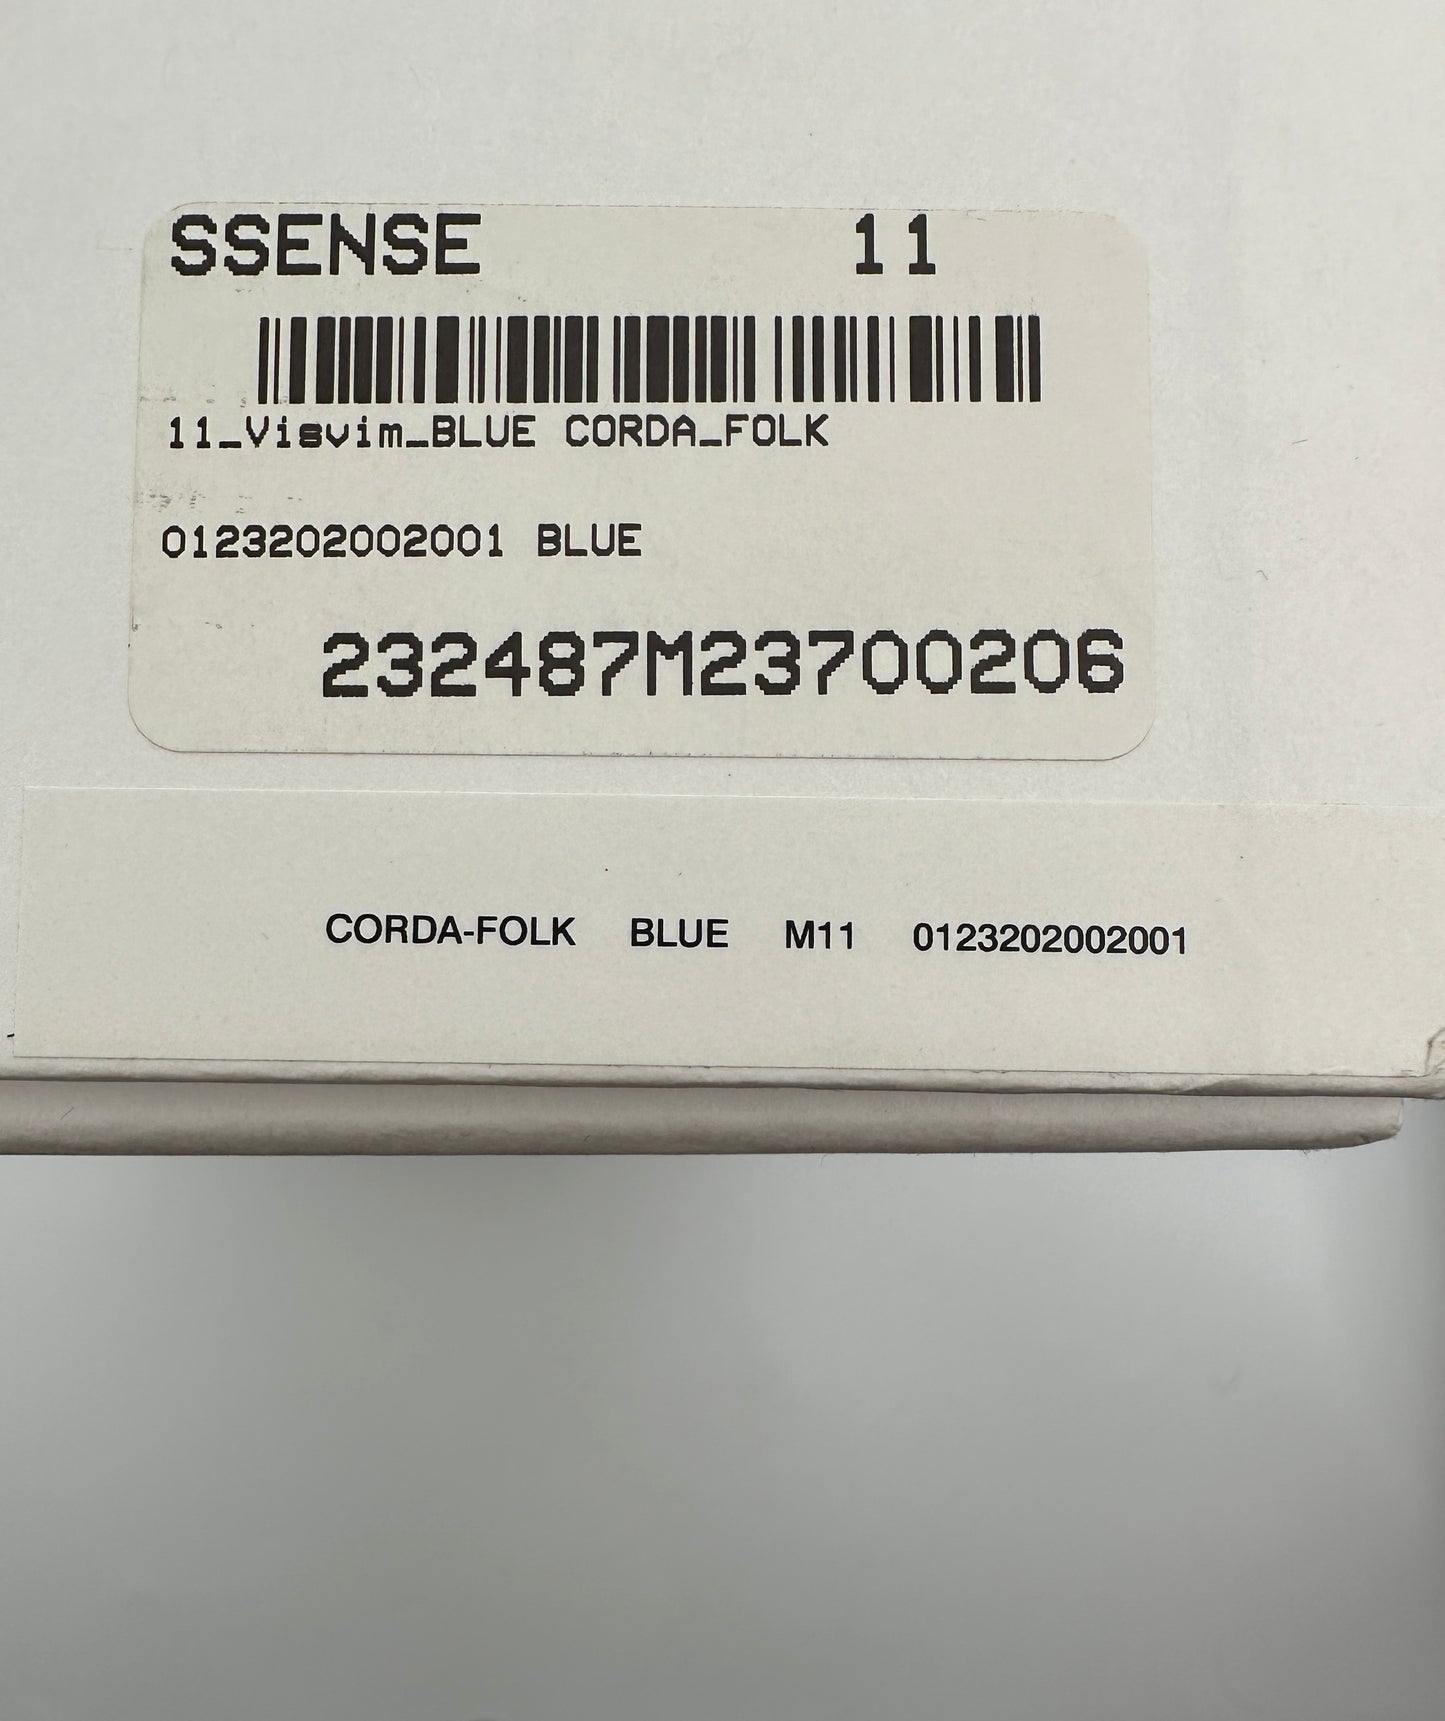 SSENSE 11
11_Visvim_BLUE CORDA_FOLK
0123202002001 BLUE
232487M23700206
CORDA-FOLK BLUE M11 0123202002001